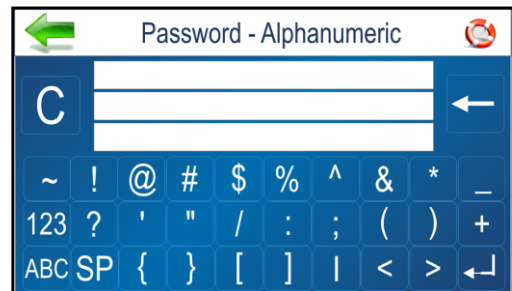 Password - Alphanumeric
C
~ ! @ # $ % ^ & * _
123 ? ' " / : ; ( ) +
ABC SP { } [ ] | < >